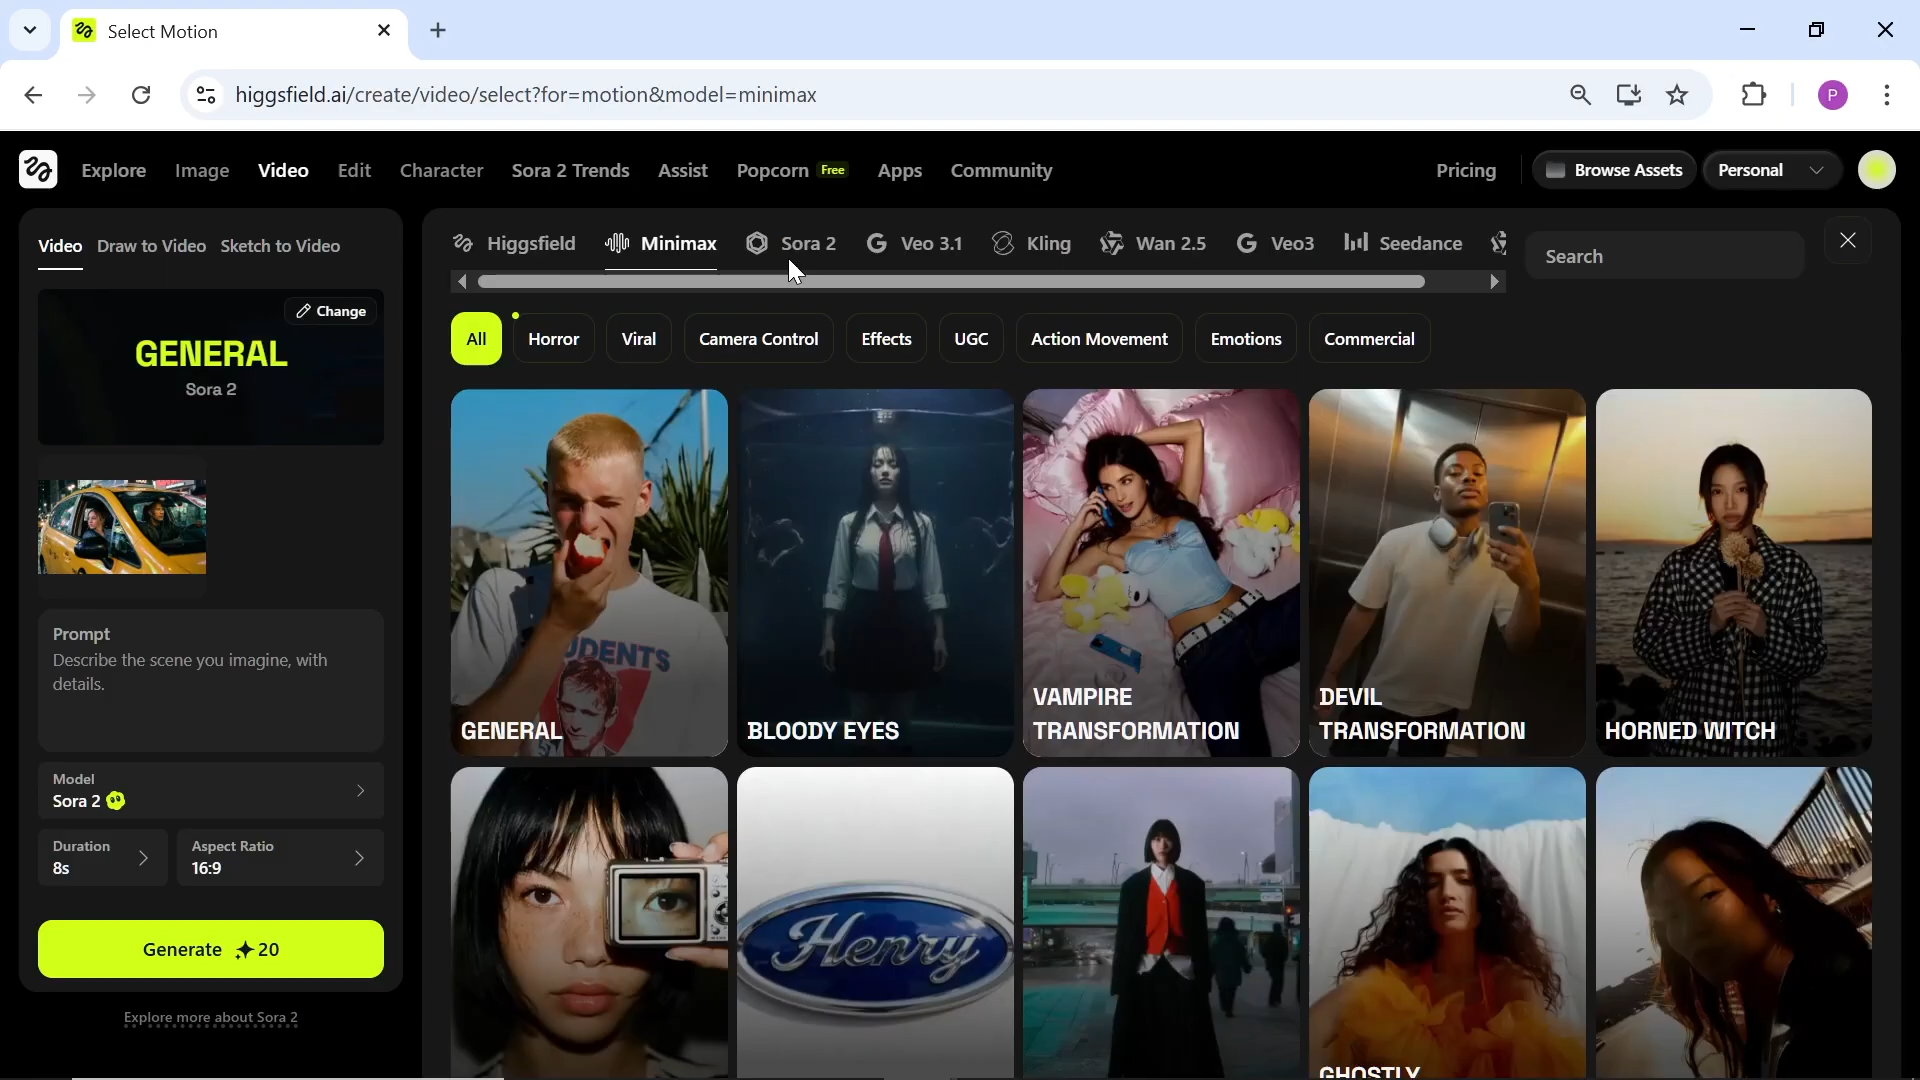 Select Motion
higgsfield.ai/create/video/select?for=motion&model=minimax
P
Explore Image Video Edit Character Sora 2 Trends Assist Popcorn Free Apps Community Pricing Browse Assets Personal
Video Draw to Video Sketch to Video
Change
GENERAL
Sora 2
Prompt
Describe the scene you imagine, with
details.
Model
Sora 2
Duration
8s
Aspect Ratio
16:9
Generate 20
Explore more about Sora 2
Higgsfield Minimax Sora 2 Veo 3.1 Kling Wan 2.5 Veo3 Seedance
Search
All Horror Viral Camera Control Effects UGC Action Movement Emotions Commercial
GENERAL
BLOODY EYES
VAMPIRE
TRANSFORMATION
DEVIL
TRANSFORMATION
HORNED WITCH
Henry
GHOSTLY